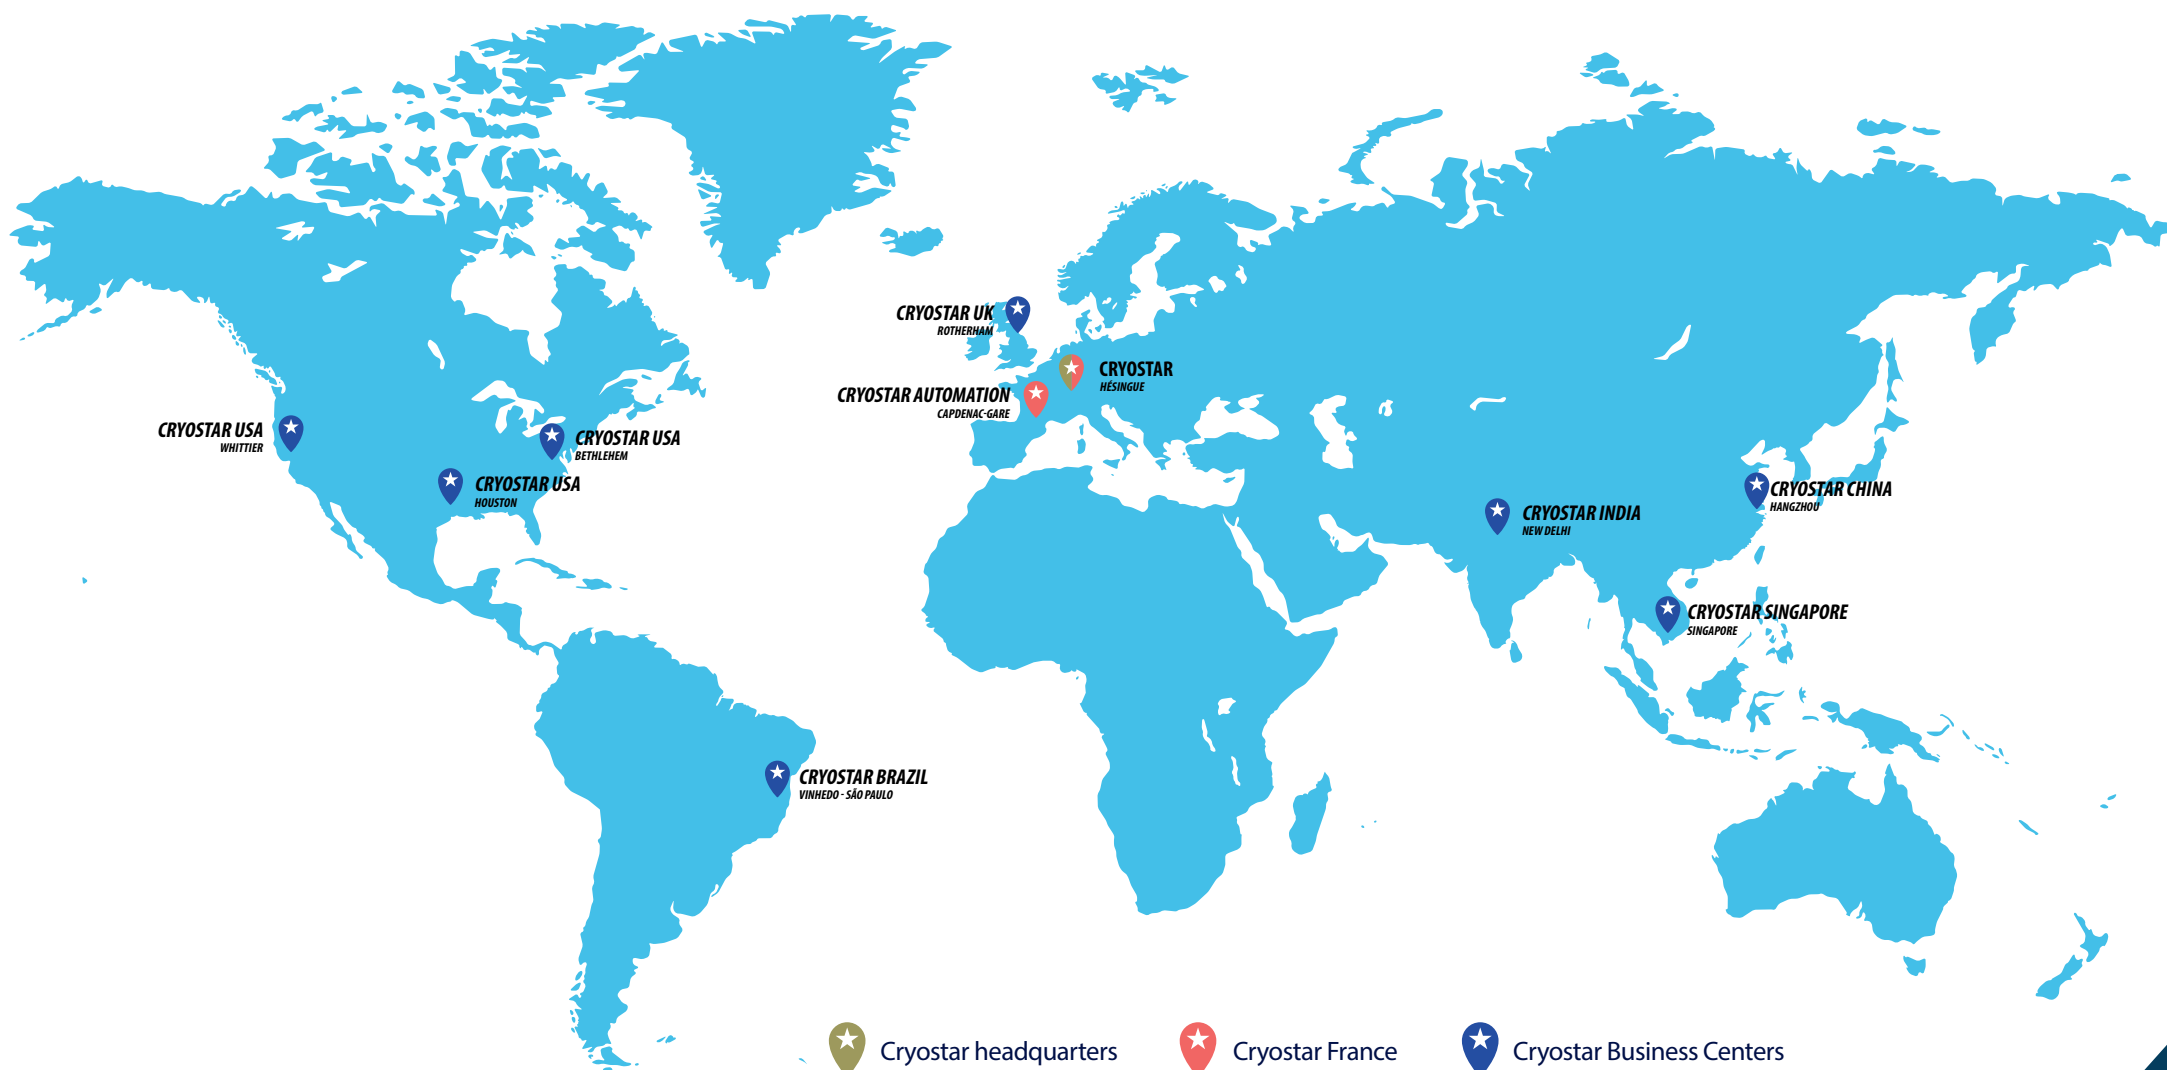 CRYOSTAR UK
ROTHERHAM
CRYOSTAR
HÉSINGUE
CRYOSTAR AUTOMATION
CAPDENAC-GARE
CRYOSTAR USA
WHITTIER
CRYOSTAR USA
BETHLEHEM
CRYOSTAR USA
HOUSTON
CRYOSTAR CHINA
HANGZHOU
CRYOSTAR INDIA
NEW DELHI
CRYOSTAR SINGAPORE
SINGAPORE
CRYOSTAR BRAZIL
VINHEDO - SÃO PAULO
Cryostar headquarters
Cryostar France
Cryostar Business Centers